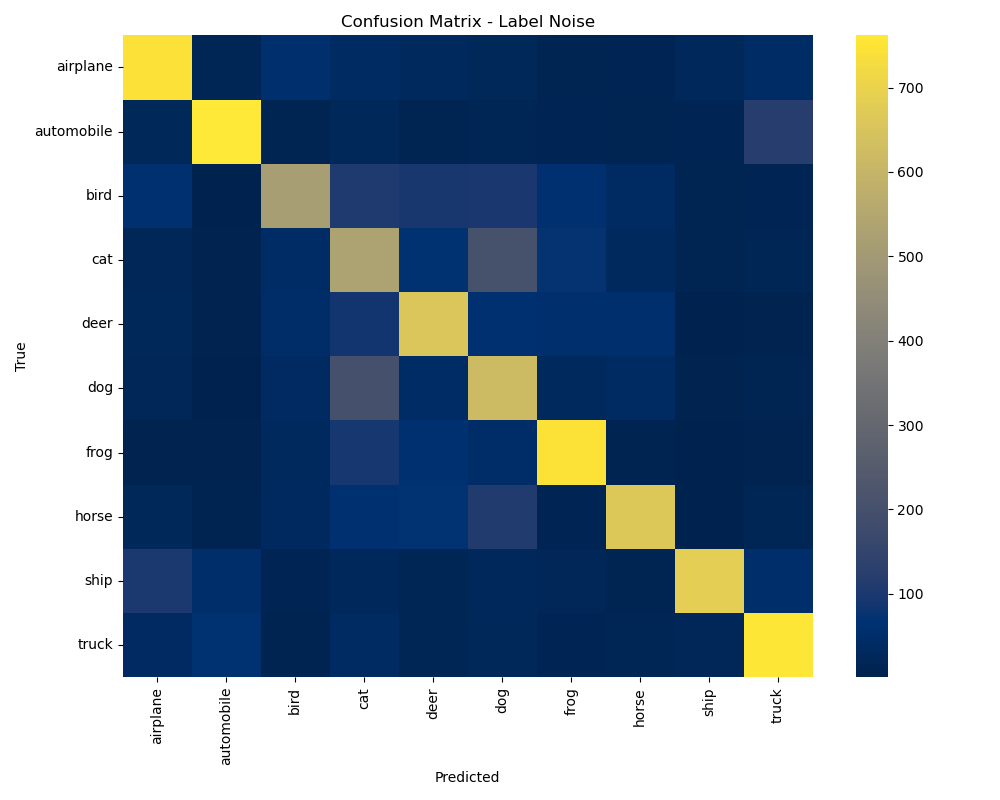 Confusion Matrix - Label Noise
True
airplane
automobile
bird
cat
deer
dog
frog
horse
ship
truck
airplane
automobile
bird
cat
deer
dog
frog
horse
ship
truck
Predicted
700
600
500
400
300
200
100